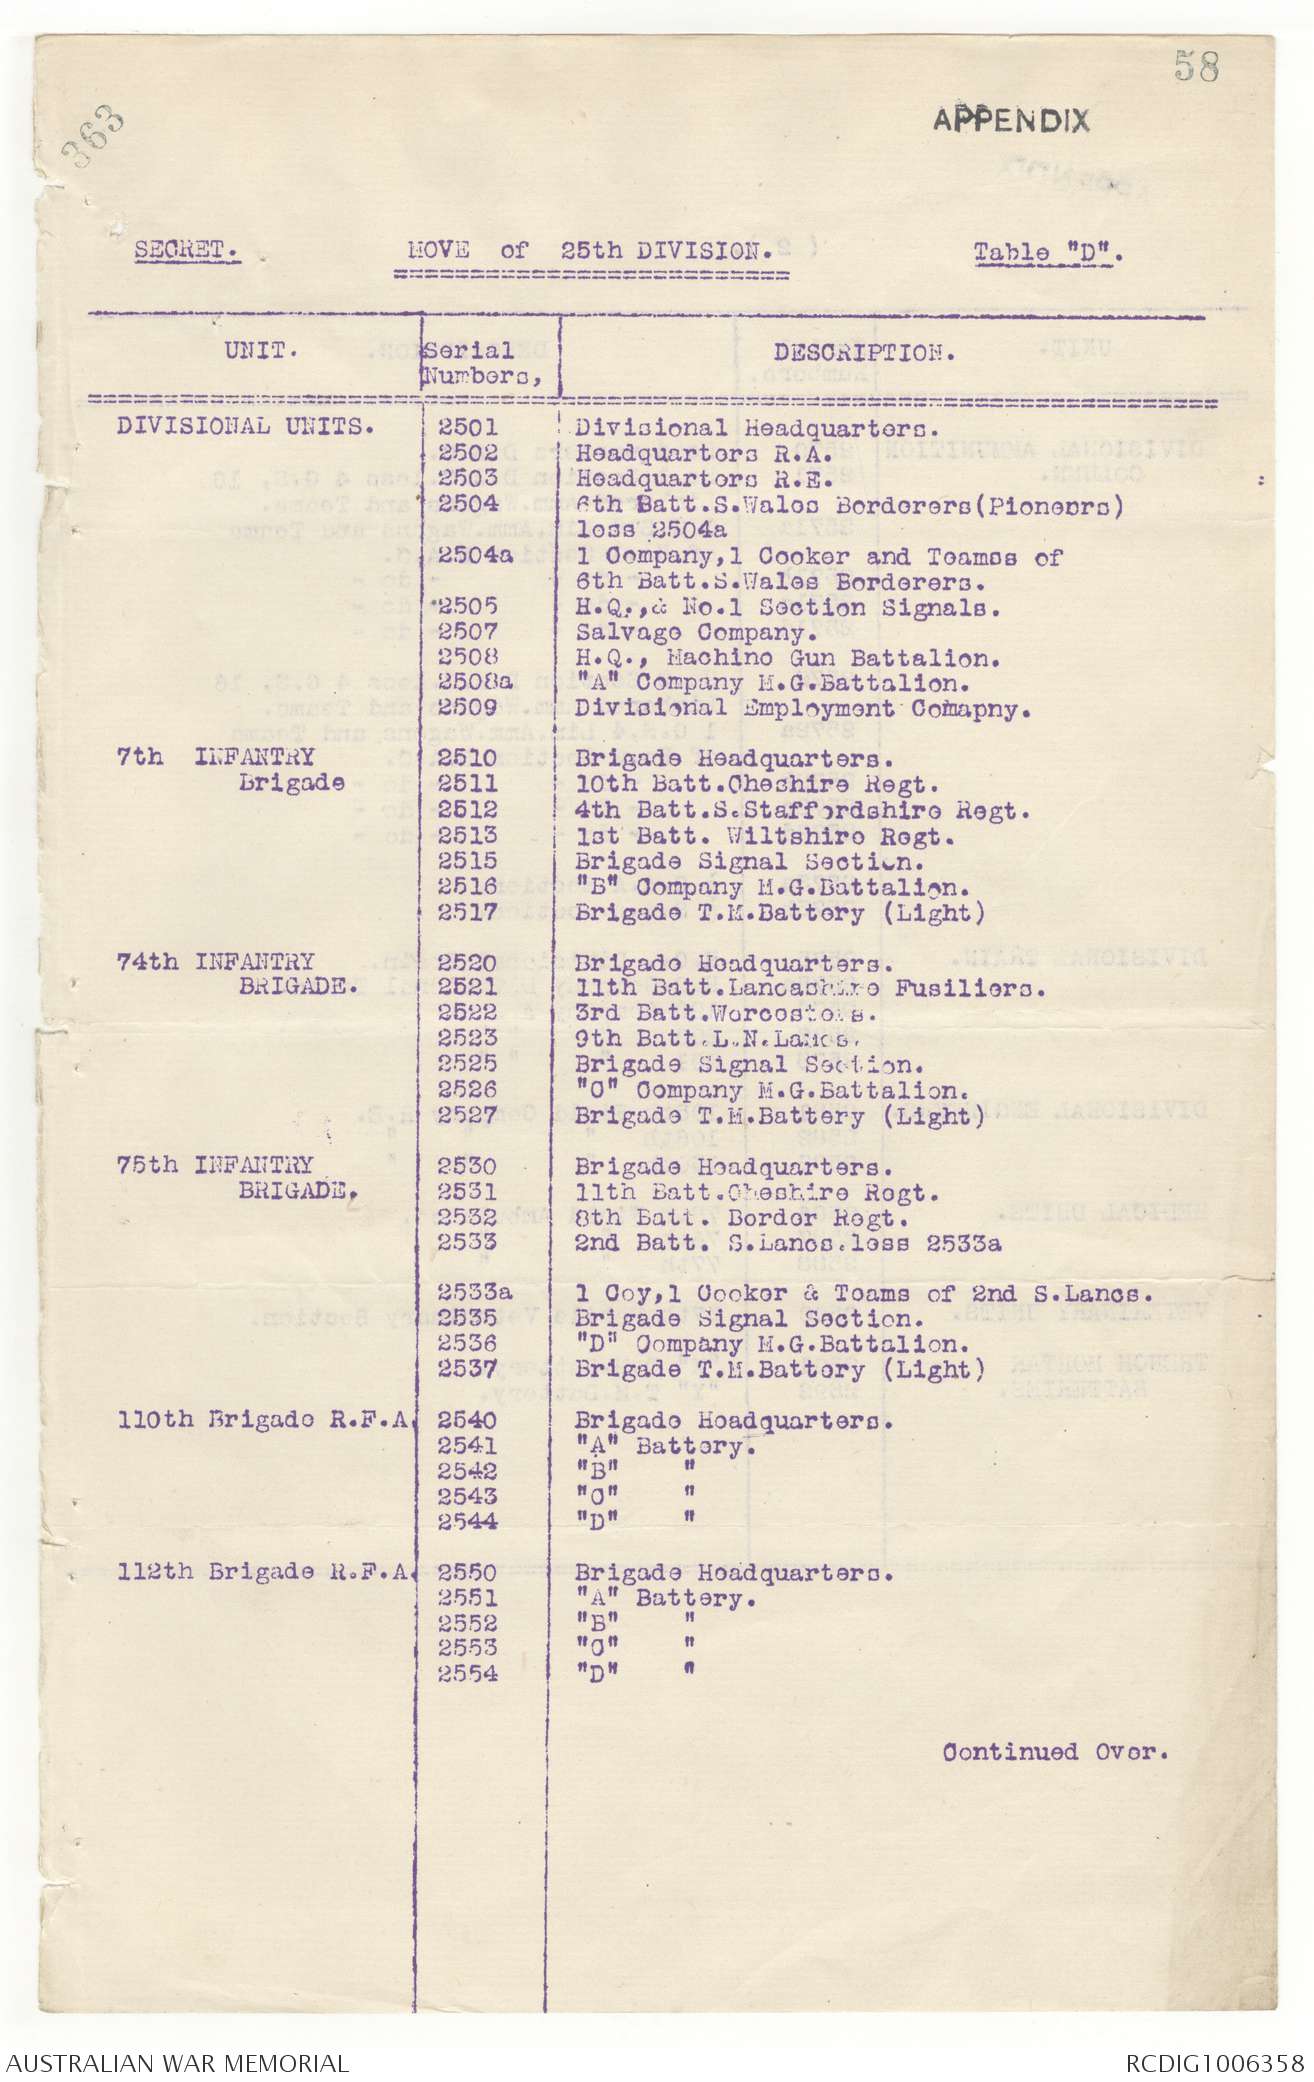 58
363
APPENDIX
SECRET. MOVE of 25th DIVISION. Table "D".
UNIT. Serial Numbers, DESCRIPTION.
DIVISIONAL UNITS. 2501 Divisional Headquarters.
2502 Headquarters R.A.
2503 Headquarters R.E.
2504 6th Batt.S.Wales Borderers(Pioneers)
less 2504a
2504a 1 Company,1 Cooker and Teamss of
6th Batt.S.Wales Borderers.
2505 H.Q.,& No.1 Section Signals.
2507 Salvage Company.
2508 H.Q., Machine Gun Battalion.
2508a "A" Company M.G.Battalion.
2509 Divisional Employment Comapny.
7th INFANTRY 2510 Brigade Headquarters.
Brigade 2511 10th Batt.Cheshire Regt.
2512 4th Batt.S.Staffordshire Regt.
2513 1st Batt. Wiltshire Regt.
2515 Brigade Signal Section.
2516 "B" Company M.G.Battalion.
2517 Brigade T.M.Battery (Light)
74th INFANTRY 2520 Brigade Headquarters.
BRIGADE. 2521 11th Batt.Lancashire Fusiliers.
2522 3rd Batt.Worcesters.
2523 9th Batt.L.N.Lancs.
2525 Brigade Signal Section.
2526 "C" Company M.G.Battalion.
2527 Brigade T.M.Battery (Light)
75th INFANTRY 2530 Brigade Headquarters.
BRIGADE. 2531 11th Batt.Cheshire Regt.
2532 8th Batt. Border Regt.
2533 2nd Batt. S.Lancs.less 2533a
2533a 1 Coy,1 Cooker & Teams of 2nd S.Lancs.
2535 Brigade Signal Section.
2536 "D" Company M.G.Battalion.
2537 Brigade T.M.Battery (Light)
110th Brigade R.F.A. 2540 Brigade Headquarters.
2541 "A" Battery.
2542 "B" "
2543 "C" "
2544 "D" "
112th Brigade R.F.A. 2550 Brigade Headquarters.
2551 "A" Battery.
2552 "B" "
2553 "C" "
2554 "D" "
Continued Over.
AUSTRALIAN WAR MEMORIAL RCDIG1006358